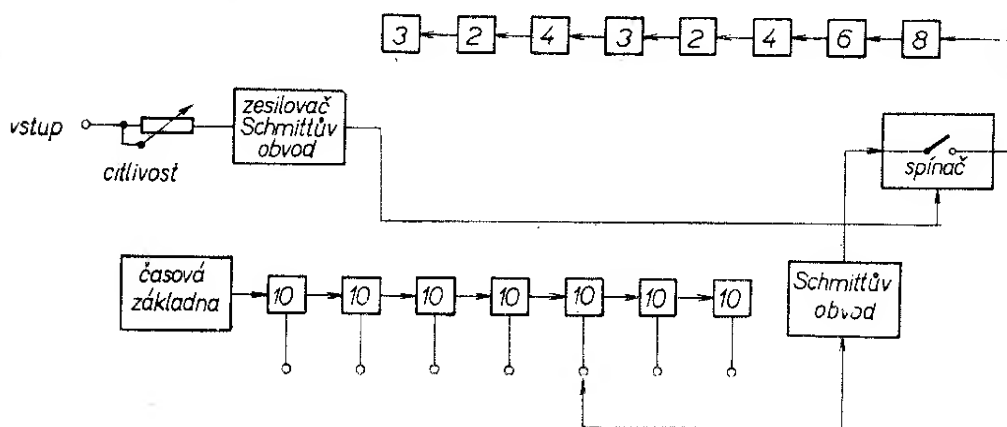 3 2 4 3 2 4 6 8
vstup
citlivost
zesilovač
Schmittův
obvod
spínač
časová
základna
10 10 10 10 10 10 10
Schmittův
obvod